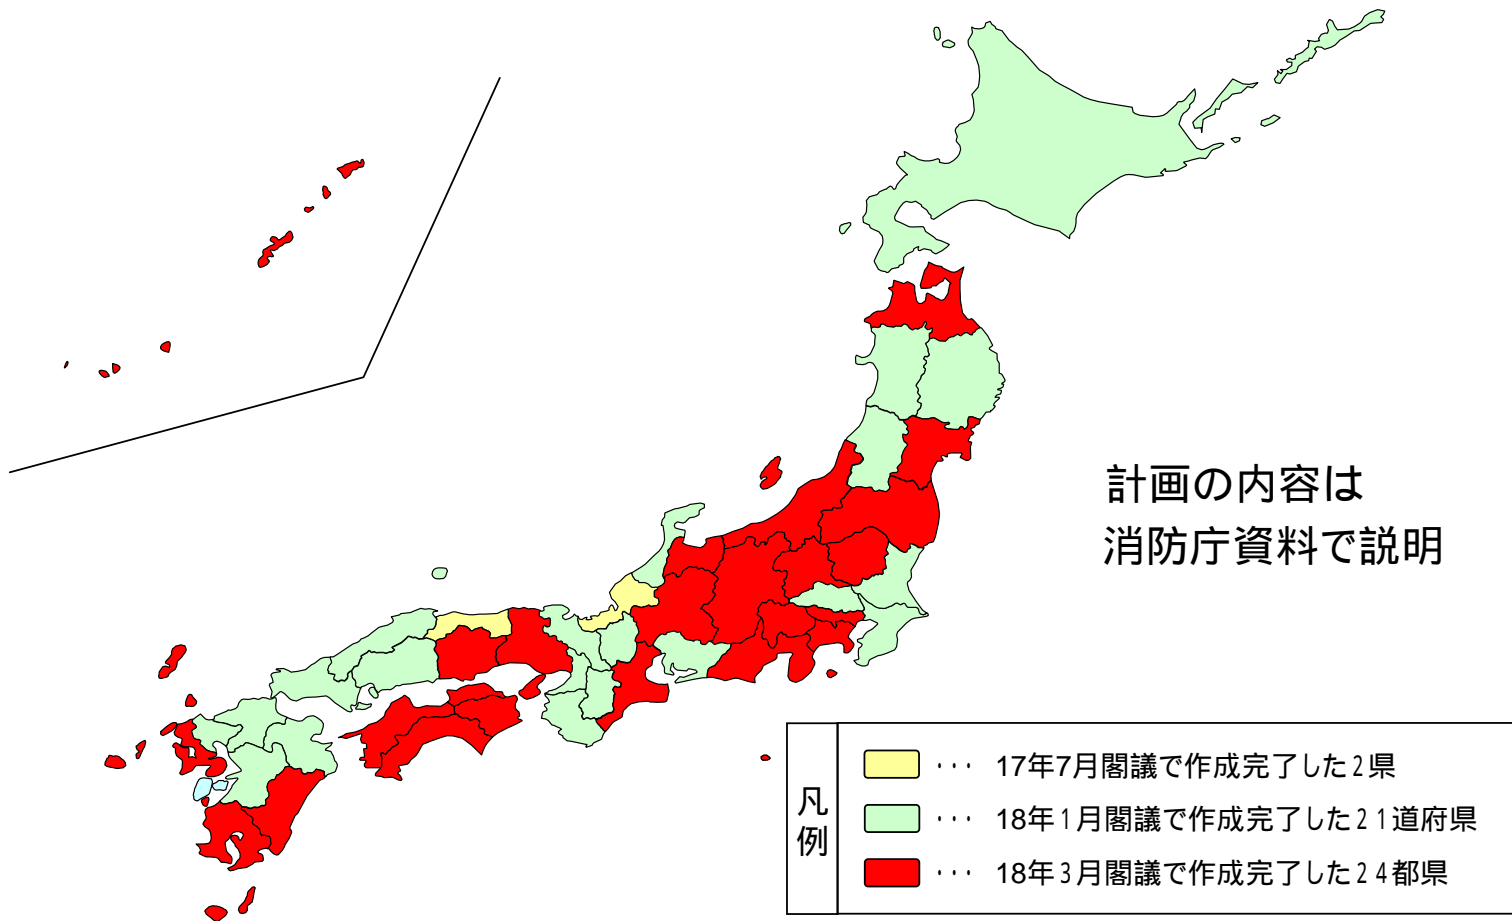 計画の内容は
消防庁資料で説明
凡例
･･･ 17年7月閣議で作成完了した2県
･･･ 18年1月閣議で作成完了した21道府県
･･･ 18年3月閣議で作成完了した24都県